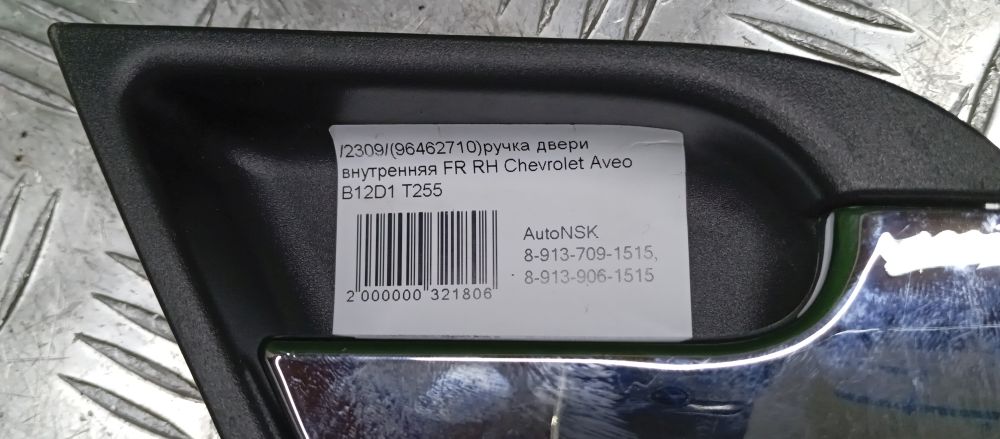 /2309/(96462710)ручка двери
внутренняя FR RH Chevrolet Aveo
B12D1 T255
AutoNSK
8-913-709-1515,
8-913-906-1515
2 000000 321806